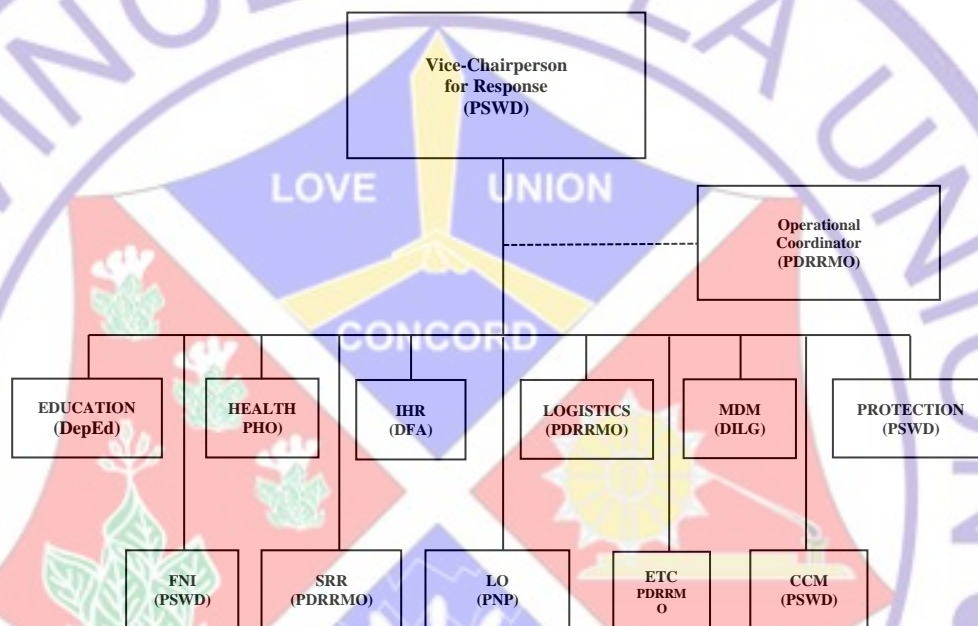 Vice-Chairperson
for Response
(PSWD)
LOVE UNION
CONCORD
Operational
Coordinator
(PDRRMO)
EDUCATION
(DepEd)
HEALTH
PHO)
IHR
(DFA)
LOGISTICS
(PDRRMO)
MDM
(DILG)
PROTECTION
(PSWD)
FNI
(PSWD)
SRR
(PDRRMO)
LO
(PNP)
ETC
PDRRM
O
CCM
(PSWD)